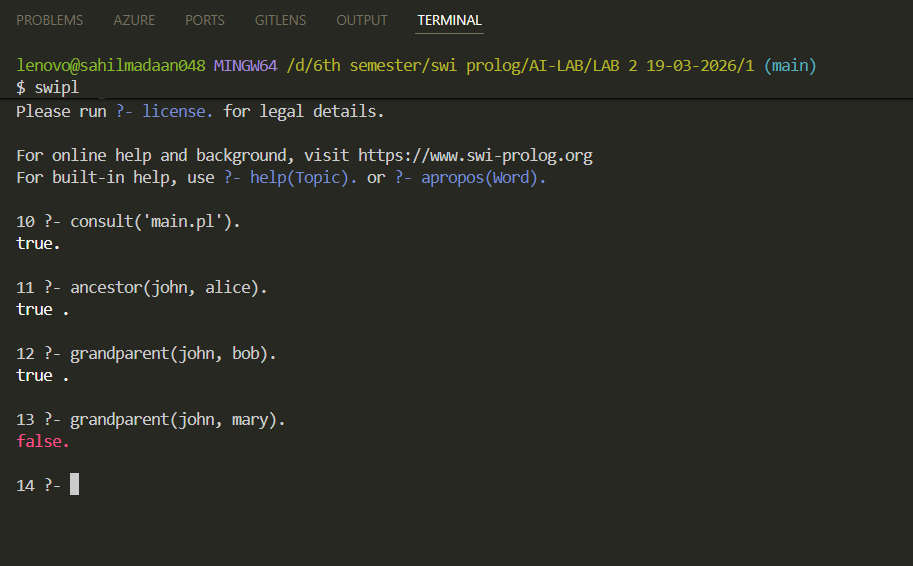 PROBLEMS AZURE PORTS GITLENS OUTPUT TERMINAL
lenovo@sahilmadaan048 MINGW64 /d/6th semester/swi prolog/AI-LAB/LAB 2 19-03-2026/1 (main)
$ swipl
Please run ?- license. for legal details.
For online help and background, visit https://www.swi-prolog.org
For built-in help, use ?- help(Topic). or ?- apropos(Word).
10 ?- consult('main.pl').
true.
11 ?- ancestor(john, alice).
true .
12 ?- grandparent(john, bob).
true .
13 ?- grandparent(john, mary).
false.
14 ?-